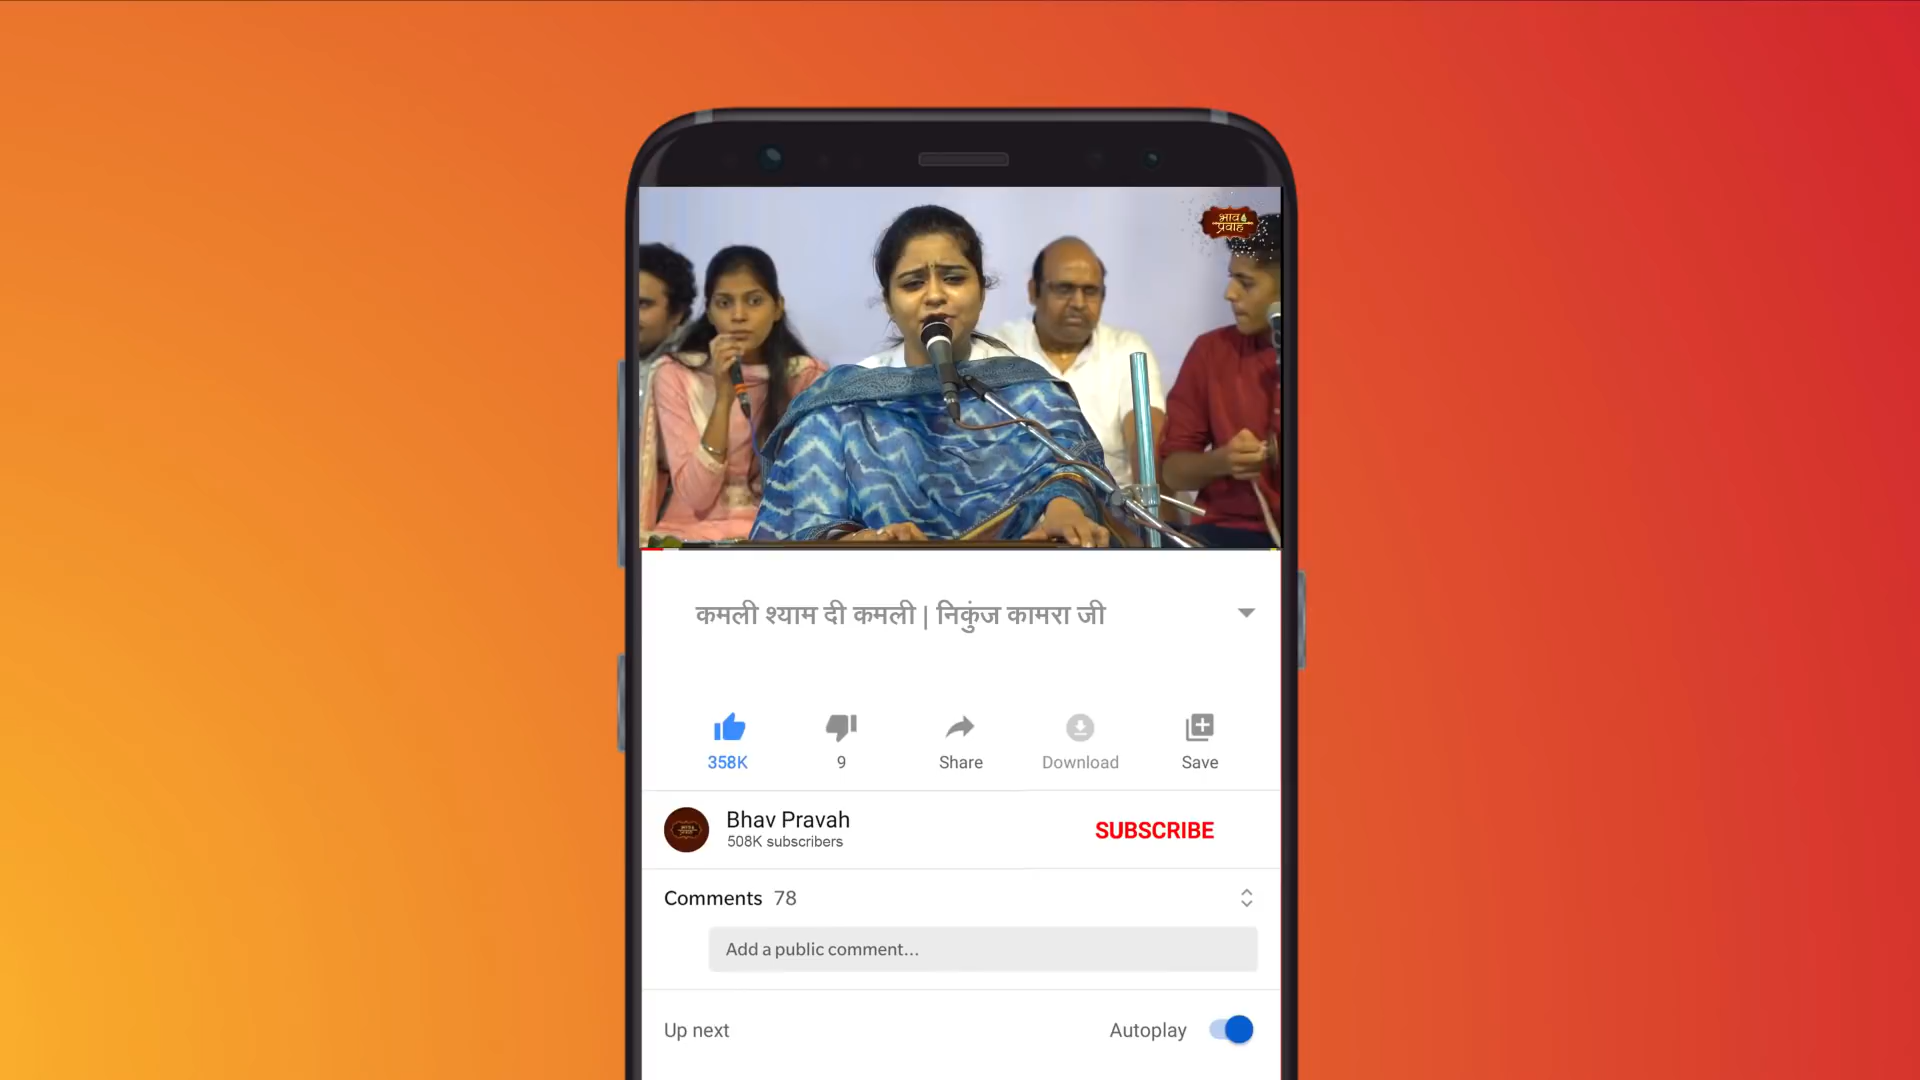 भाव
प्रवाह
कमली श्याम दी कमली | निकुंज कामरा जी
358K
9
Share
Download
Save
Bhav Pravah
508K subscribers
SUBSCRIBE
Comments 78
Add a public comment...
Up next
Autoplay